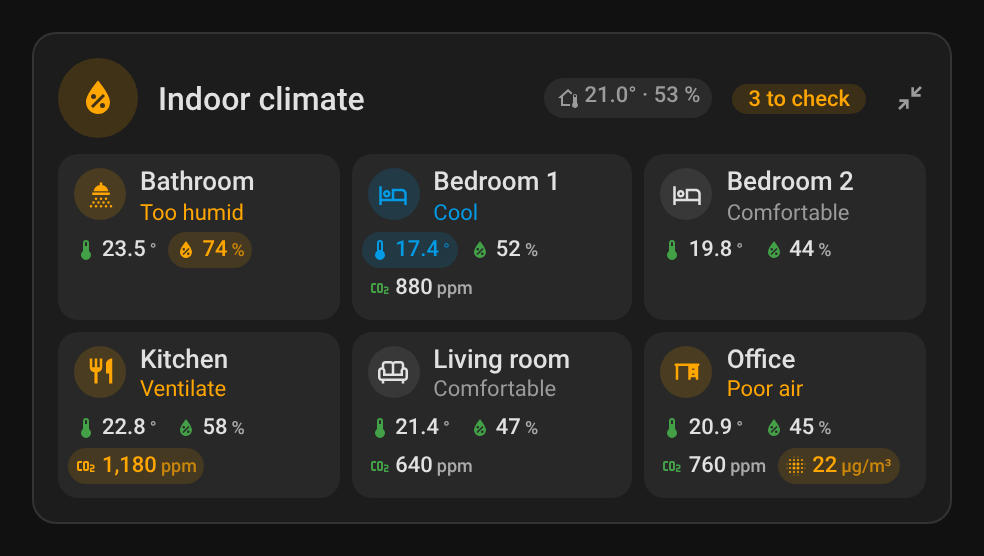 Indoor climate
21.0° · 53 %
3 to check
Bathroom
Too humid
23.5 °
74 %
Bedroom 1
Cool
17.4 °
52 %
CO₂ 880 ppm
Bedroom 2
Comfortable
19.8 °
44 %
Kitchen
Ventilate
22.8 °
58 %
CO₂ 1,180 ppm
Living room
Comfortable
21.4 °
47 %
CO₂ 640 ppm
Office
Poor air
20.9 °
45 %
CO₂ 760 ppm
22 µg/m³